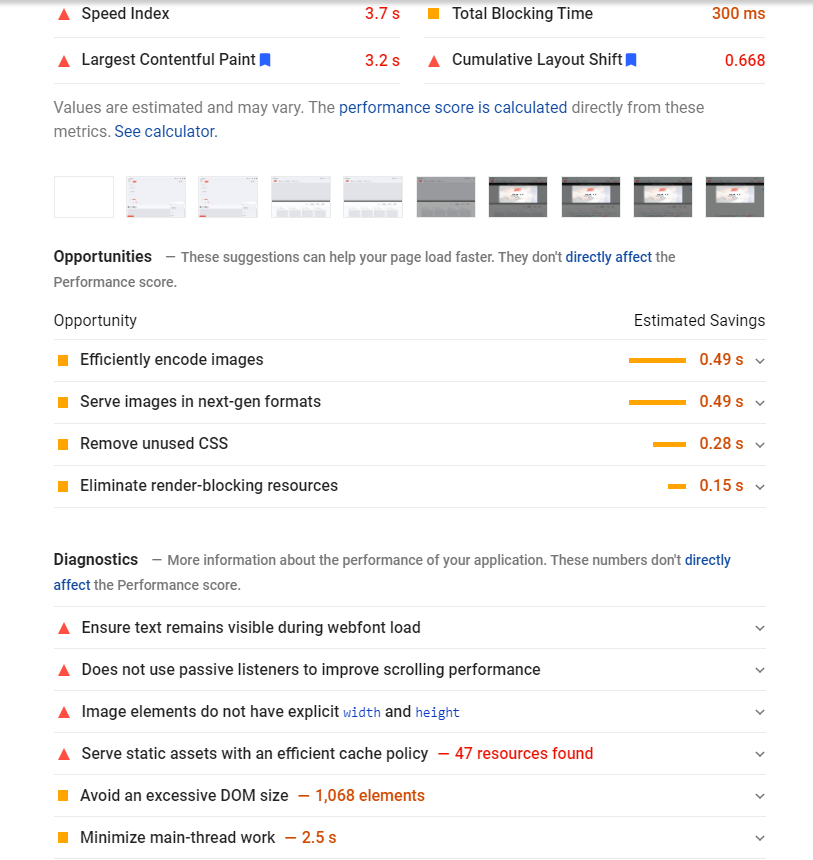 Speed Index 3.7 s
Total Blocking Time 300 ms
Largest Contentful Paint 3.2 s
Cumulative Layout Shift 0.668
Values are estimated and may vary. The performance score is calculated directly from these
metrics. See calculator.
Opportunities — These suggestions can help your page load faster. They don't directly affect the
Performance score.
Opportunity Estimated Savings
Efficiently encode images 0.49 s
Serve images in next-gen formats 0.49 s
Remove unused CSS 0.28 s
Eliminate render-blocking resources 0.15 s
Diagnostics — More information about the performance of your application. These numbers don't directly
affect the Performance score.
Ensure text remains visible during webfont load
Does not use passive listeners to improve scrolling performance
Image elements do not have explicit width and height
Serve static assets with an efficient cache policy — 47 resources found
Avoid an excessive DOM size — 1,068 elements
Minimize main-thread work — 2.5 s